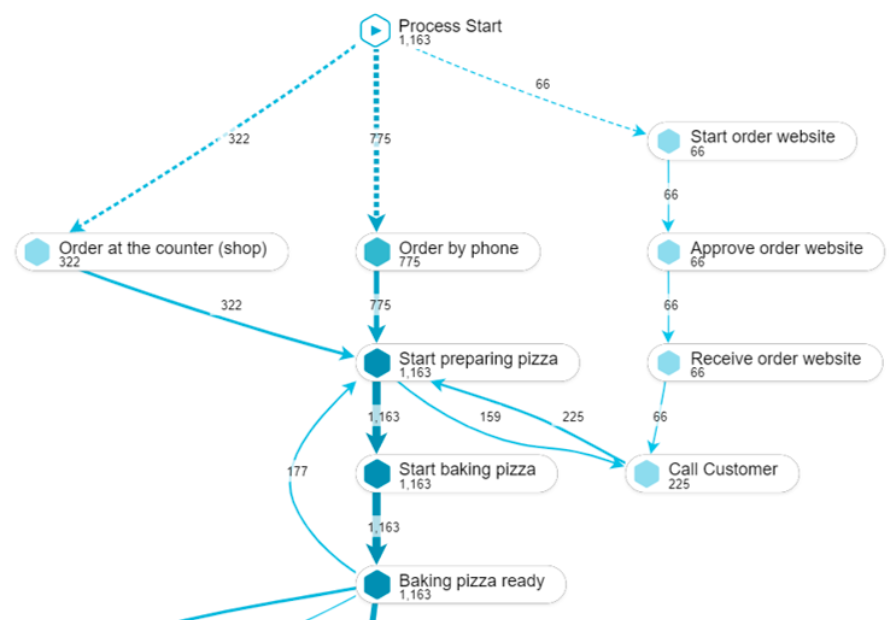 Process Start
1,163
66
322
775
Start order website
66
66
Order at the counter (shop)
322
Order by phone
775
Approve order website
66
322
775
66
Start preparing pizza
1,163
Receive order website
66
1,163
159
225
66
177
Start baking pizza
1,163
Call Customer
225
1,163
Baking pizza ready
1,163